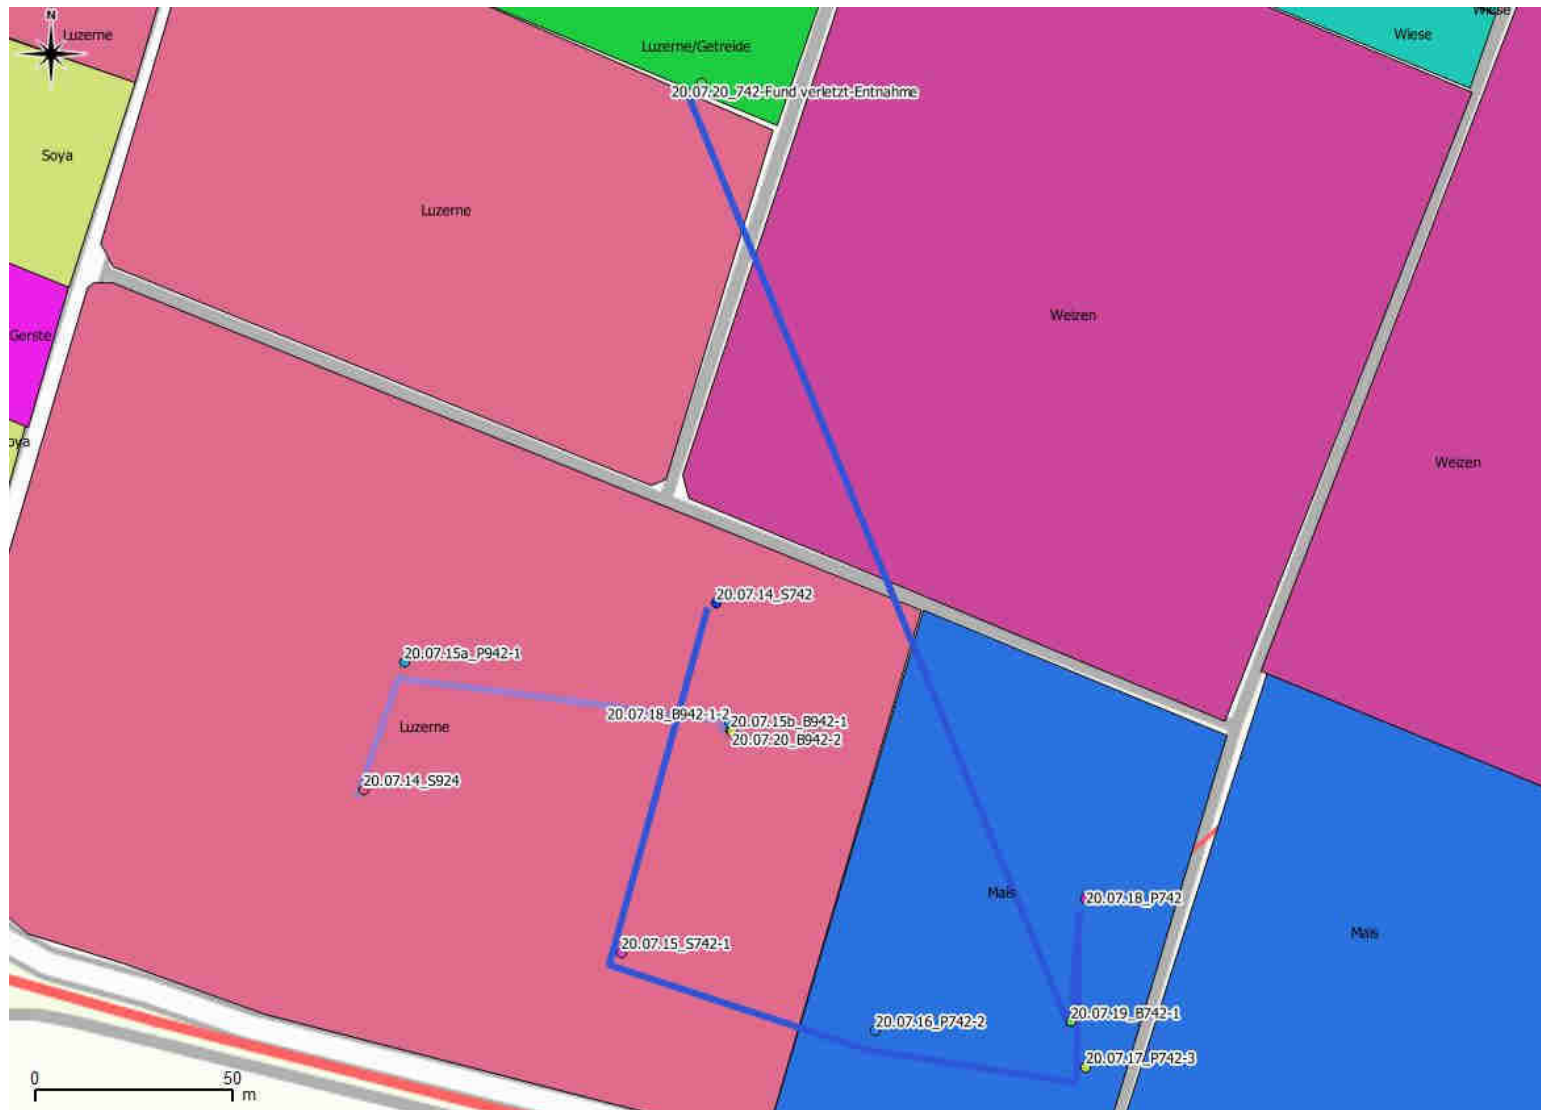 N
Luzerne
Luzerne/Getreide
Wiese
Wiese
20.07.20_742-Fund verletzt-Entnahme
Soya
Luzerne
Weizen
Gerste
oya
Weizen
20.07.14_S742
20.07.15a_P942-1
20.07.18_B942-1-2
20.07.15b_B942-1
Luzerne
20.07.20_B942-2
20.07.14_S924
Mais
20.07.18_P742
Mais
20.07.15_S742-1
20.07.16_P742-2
20.07.19_B742-1
20.07.17_P742-3
0 50
m